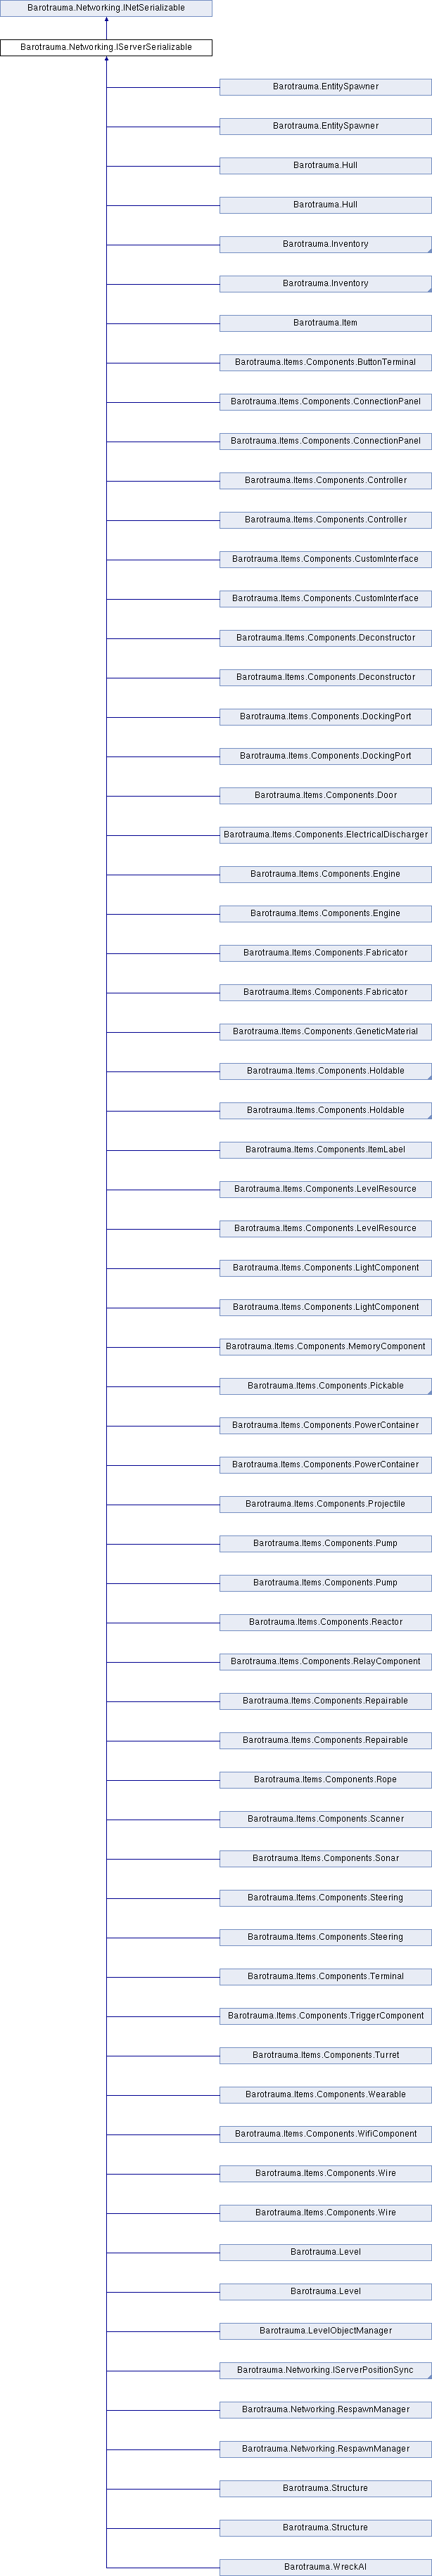 Barotrauma.Networking.INetSerializable
Barotrauma.Networking.IServerSerializable
Barotrauma.EntitySpawner
Barotrauma.EntitySpawner
Barotrauma.Hull
Barotrauma.Hull
Barotrauma.Inventory
Barotrauma.Inventory
Barotrauma.Item
Barotrauma.Items.Components.ButtonTerminal
Barotrauma.Items.Components.ConnectionPanel
Barotrauma.Items.Components.ConnectionPanel
Barotrauma.Items.Components.Controller
Barotrauma.Items.Components.Controller
Barotrauma.Items.Components.CustomInterface
Barotrauma.Items.Components.CustomInterface
Barotrauma.Items.Components.Deconstructor
Barotrauma.Items.Components.Deconstructor
Barotrauma.Items.Components.DockingPort
Barotrauma.Items.Components.DockingPort
Barotrauma.Items.Components.Door
Barotrauma.Items.Components.ElectricalDischarger
Barotrauma.Items.Components.Engine
Barotrauma.Items.Components.Engine
Barotrauma.Items.Components.Fabricator
Barotrauma.Items.Components.Fabricator
Barotrauma.Items.Components.GeneticMaterial
Barotrauma.Items.Components.Holdable
Barotrauma.Items.Components.Holdable
Barotrauma.Items.Components.ItemLabel
Barotrauma.Items.Components.LevelResource
Barotrauma.Items.Components.LevelResource
Barotrauma.Items.Components.LightComponent
Barotrauma.Items.Components.LightComponent
Barotrauma.Items.Components.MemoryComponent
Barotrauma.Items.Components.Pickable
Barotrauma.Items.Components.PowerContainer
Barotrauma.Items.Components.PowerContainer
Barotrauma.Items.Components.Projectile
Barotrauma.Items.Components.Pump
Barotrauma.Items.Components.Pump
Barotrauma.Items.Components.Reactor
Barotrauma.Items.Components.RelayComponent
Barotrauma.Items.Components.Repairable
Barotrauma.Items.Components.Repairable
Barotrauma.Items.Components.Rope
Barotrauma.Items.Components.Scanner
Barotrauma.Items.Components.Sonar
Barotrauma.Items.Components.Steering
Barotrauma.Items.Components.Steering
Barotrauma.Items.Components.Terminal
Barotrauma.Items.Components.TriggerComponent
Barotrauma.Items.Components.Turret
Barotrauma.Items.Components.Wearable
Barotrauma.Items.Components.WifiComponent
Barotrauma.Items.Components.Wire
Barotrauma.Items.Components.Wire
Barotrauma.Level
Barotrauma.Level
Barotrauma.LevelObjectManager
Barotrauma.Networking.IServerPositionSync
Barotrauma.Networking.RespawnManager
Barotrauma.Networking.RespawnManager
Barotrauma.Structure
Barotrauma.Structure
Barotrauma.WreckAI